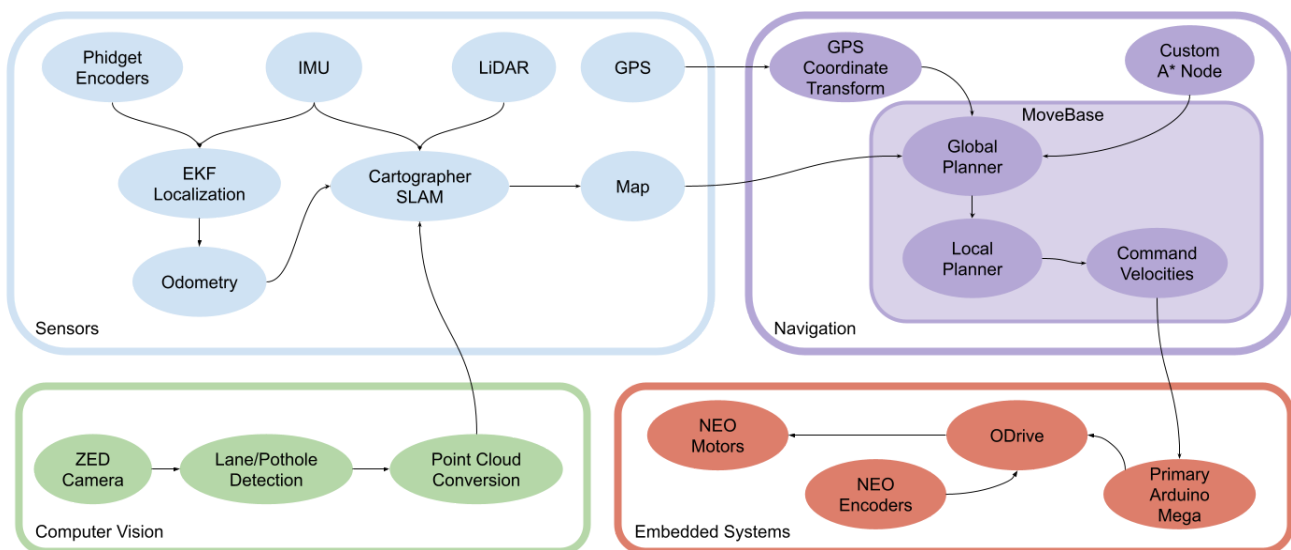 Phidget
Encoders
IMU
LiDAR
GPS
EKF
Localization
Cartographer
SLAM
Map
Odometry
Sensors
GPS
Coordinate
Transform
Custom
A* Node
MoveBase
Global
Planner
Local
Planner
Command
Velocities
Navigation
ZED
Camera
Lane/Pothole
Detection
Point Cloud
Conversion
Computer Vision
NEO
Motors
ODrive
NEO
Encoders
Primary
Arduino
Mega
Embedded Systems